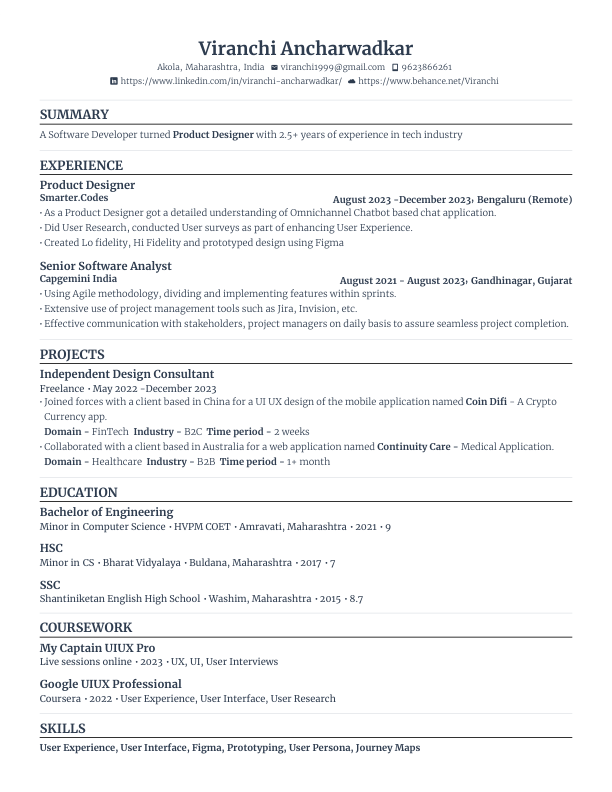 Viranchi Ancharwadkar
Akola, Maharashtra, India viranchi1999@gmail.com 9623866261
https://www.linkedin.com/in/viranchi-ancharwadkar/ https://www.behance.net/Viranchi
SUMMARY
A Software Developer turned Product Designer with 2.5+ years of experience in tech industry
EXPERIENCE
Product Designer
Smarter.Codes August 2023 -December 2023, Bengaluru (Remote)
• As a Product Designer got a detailed understanding of Omnichannel Chatbot based chat application.
• Did User Research, conducted User surveys as part of enhancing User Experience.
• Created Lo fidelity, Hi Fidelity and prototyped design using Figma
Senior Software Analyst
Capgemini India August 2021 - August 2023, Gandhinagar, Gujarat
• Using Agile methodology, dividing and implementing features within sprints.
• Extensive use of project management tools such as Jira, Invision, etc.
• Effective communication with stakeholders, project managers on daily basis to assure seamless project completion.
PROJECTS
Independent Design Consultant
Freelance • May 2022 -December 2023
• Joined forces with a client based in China for a UI UX design of the mobile application named Coin Difi - A Crypto
Currency app.
Domain - FinTech Industry - B2C Time period - 2 weeks
• Collaborated with a client based in Australia for a web application named Continuity Care - Medical Application.
Domain - Healthcare Industry - B2B Time period - 1+ month
EDUCATION
Bachelor of Engineering
Minor in Computer Science • HVPM COET • Amravati, Maharashtra • 2021 • 9
HSC
Minor in CS • Bharat Vidyalaya • Buldana, Maharashtra • 2017 • 7
SSC
Shantiniketan English High School • Washim, Maharashtra • 2015 • 8.7
COURSEWORK
My Captain UIUX Pro
Live sessions online • 2023 • UX, UI, User Interviews
Google UIUX Professional
Coursera • 2022 • User Experience, User Interface, User Research
SKILLS
User Experience, User Interface, Figma, Prototyping, User Persona, Journey Maps